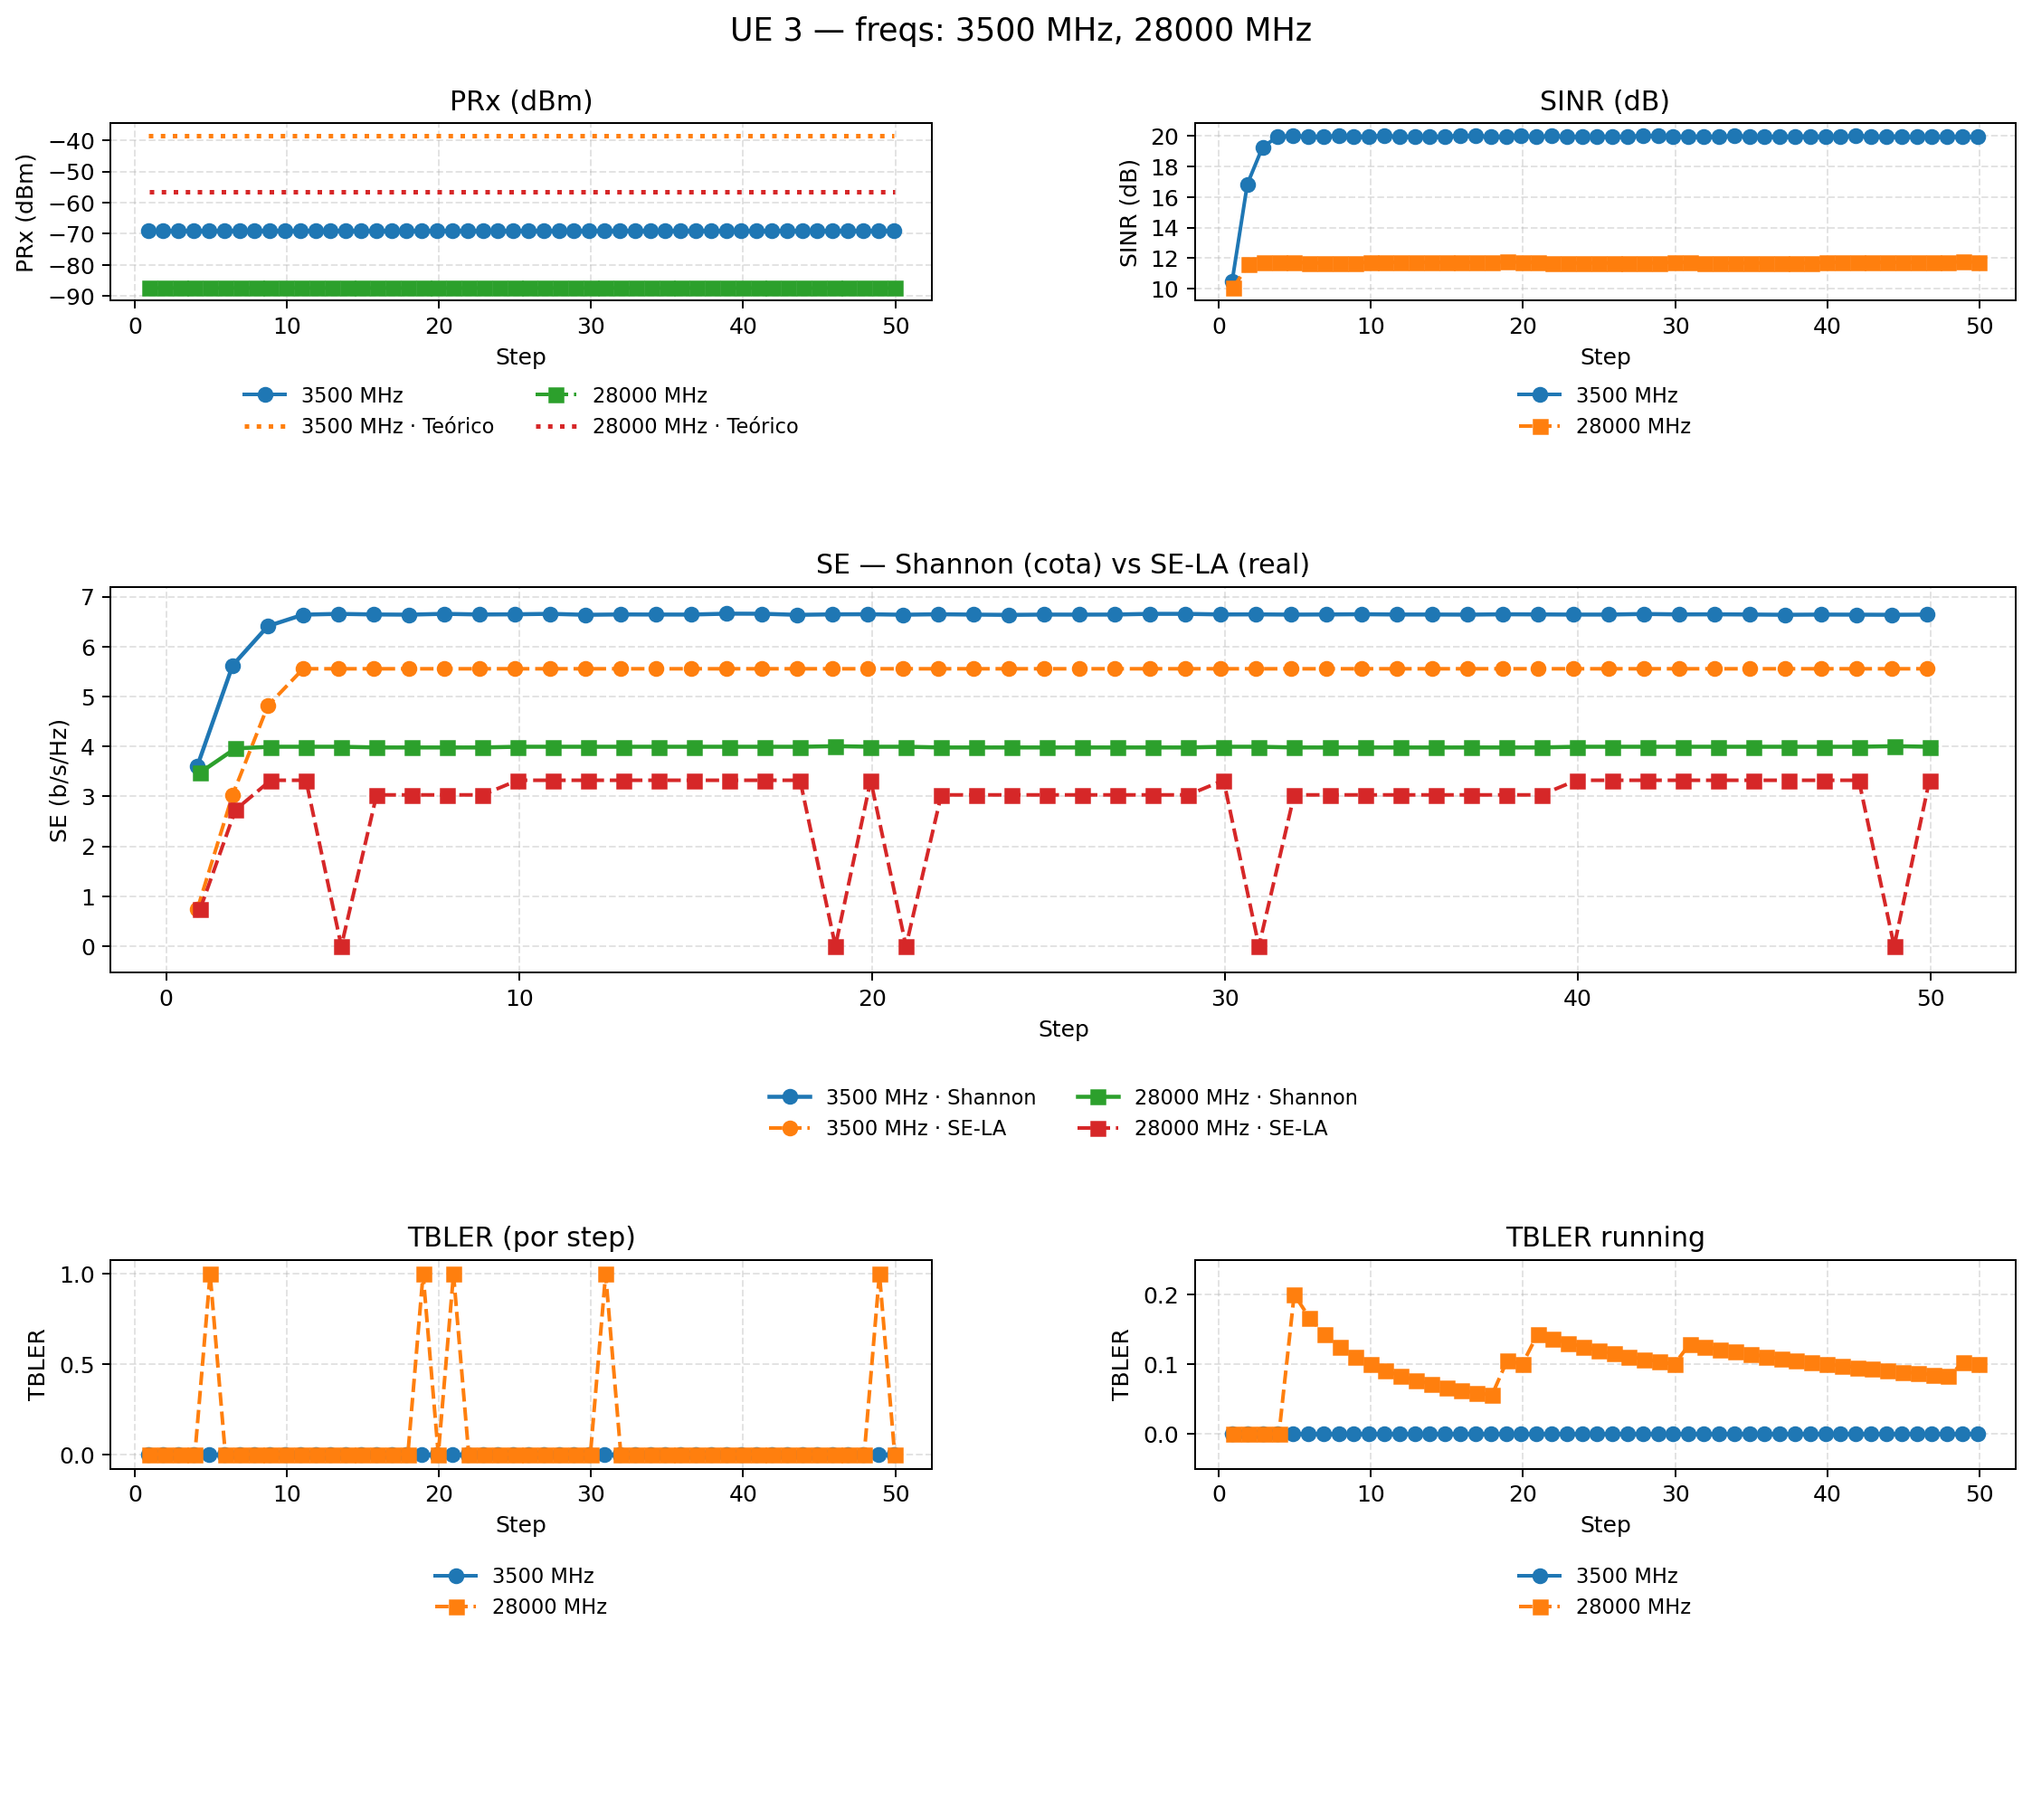 UE 3 — freqs: 3500 MHz, 28000 MHz
PRx (dBm)
PRx (dBm)
−40
−50
−60
−70
−80
−90
0 10 20 30 40 50
Step
3500 MHz
3500 MHz · Teórico
28000 MHz
28000 MHz · Teórico
SINR (dB)
SINR (dB)
20
18
16
14
12
10
0 10 20 30 40 50
Step
3500 MHz
28000 MHz
SE — Shannon (cota) vs SE-LA (real)
SE (b/s/Hz)
7
6
5
4
3
2
1
0
0 10 20 30 40 50
Step
3500 MHz · Shannon
3500 MHz · SE-LA
28000 MHz · Shannon
28000 MHz · SE-LA
TBLER (por step)
TBLER
1.0
0.5
0.0
0 10 20 30 40 50
Step
3500 MHz
28000 MHz
TBLER running
TBLER
0.2
0.1
0.0
0 10 20 30 40 50
Step
3500 MHz
28000 MHz